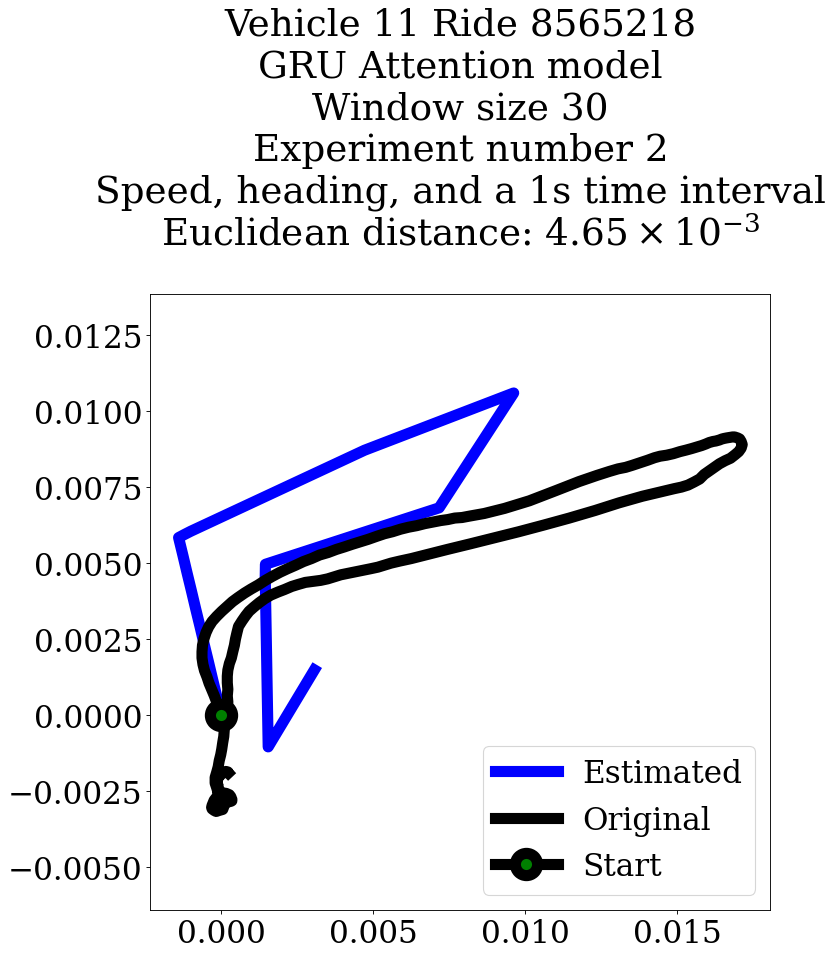 Vehicle 11 Ride 8565218
GRU Attention model
Window size 30
Experiment number 2
Speed, heading, and a 1s time interval
Euclidean distance: 4.65 × 10⁻³
0.0125
0.0100
0.0075
0.0050
0.0025
0.0000
−0.0025
−0.0050
Estimated
Original
Start
0.000 0.005 0.010 0.015